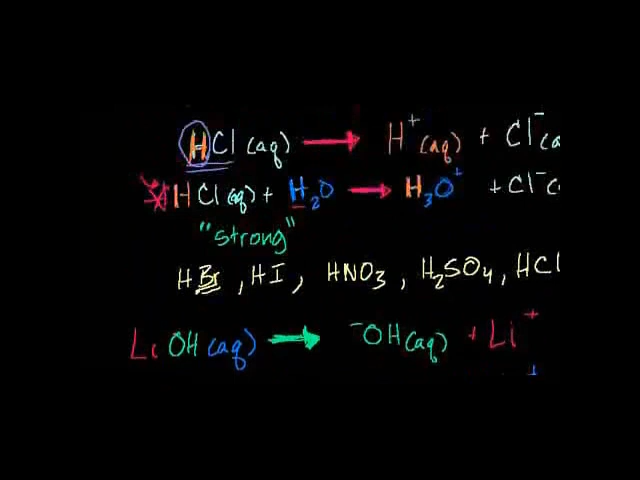 HCl (aq) → H⁺ (aq) + Cl⁻ (a
HCl (aq) + H₂O → H₃O⁺ + Cl⁻ (
"strong"
HBr, HI, HNO₃, H₂SO₄, HCl
LiOH (aq) → ⁻OH (aq) + Li⁺